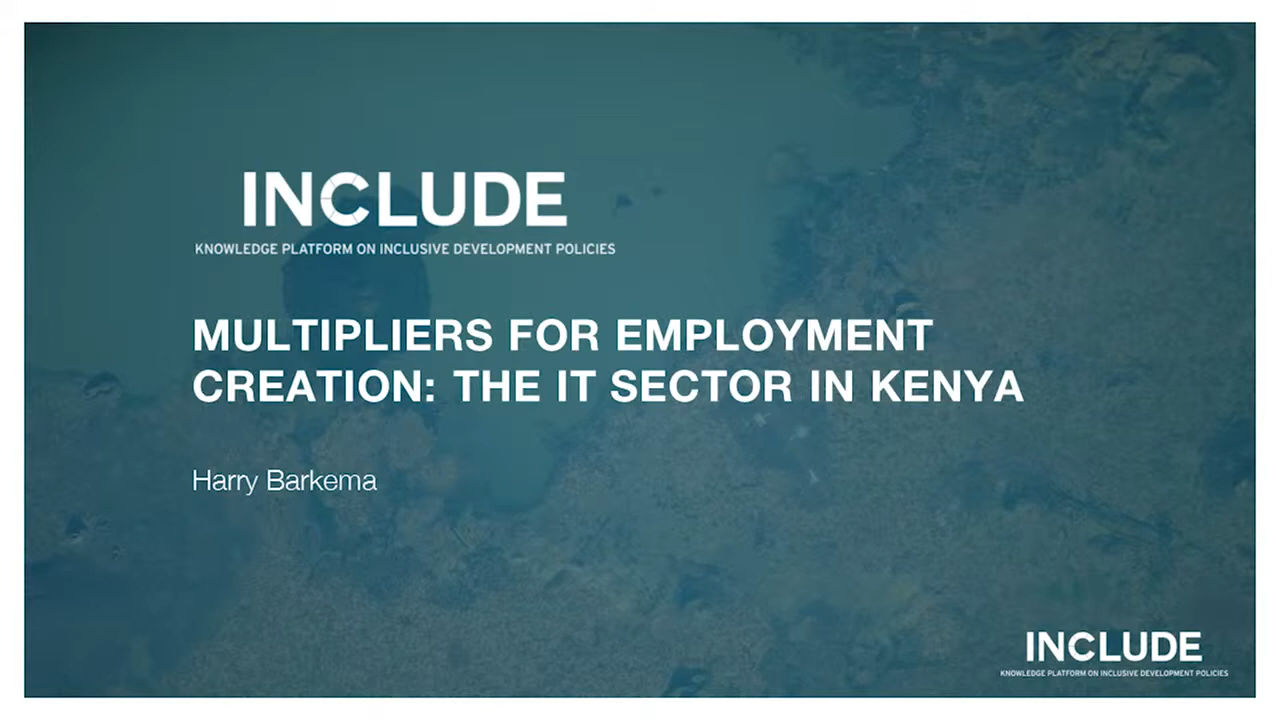 INCLUDE
KNOWLEDGE PLATFORM ON INCLUSIVE DEVELOPMENT POLICIES
MULTIPLIERS FOR EMPLOYMENT
CREATION: THE IT SECTOR IN KENYA
Harry Barkema
INCLUDE
KNOWLEDGE PLATFORM ON INCLUSIVE DEVELOPMENT POLICIES